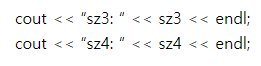 cout << "sz3: " << sz3 << endl;
cout << "sz4: " << sz4 << endl;